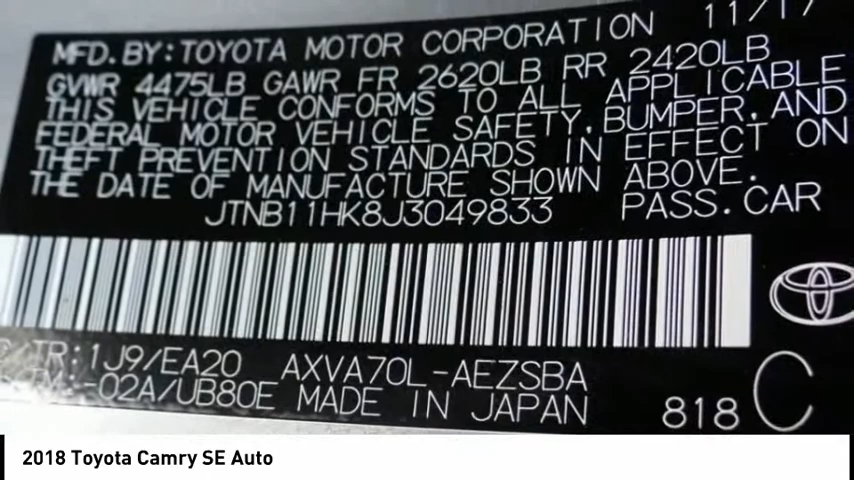 MFD. BY: TOYOTA MOTOR CORPORATION 11/17
GVWR 4475LB GAWR FR 2620LB RR 2420LB
THIS VEHICLE CONFORMS TO ALL APPLICABLE
FEDERAL MOTOR VEHICLE SAFETY, BUMPER, AND
THEFT PREVENTION STANDARDS IN EFFECT ON
THE DATE OF MANUFACTURE SHOWN ABOVE.
JTNB11HK8J3049833 PASS. CAR
C/TR: 1J9/EA20 AXVA70L-AEZSBA
-02A/UB80E MADE IN JAPAN 818 C
2018 Toyota Camry SE Auto